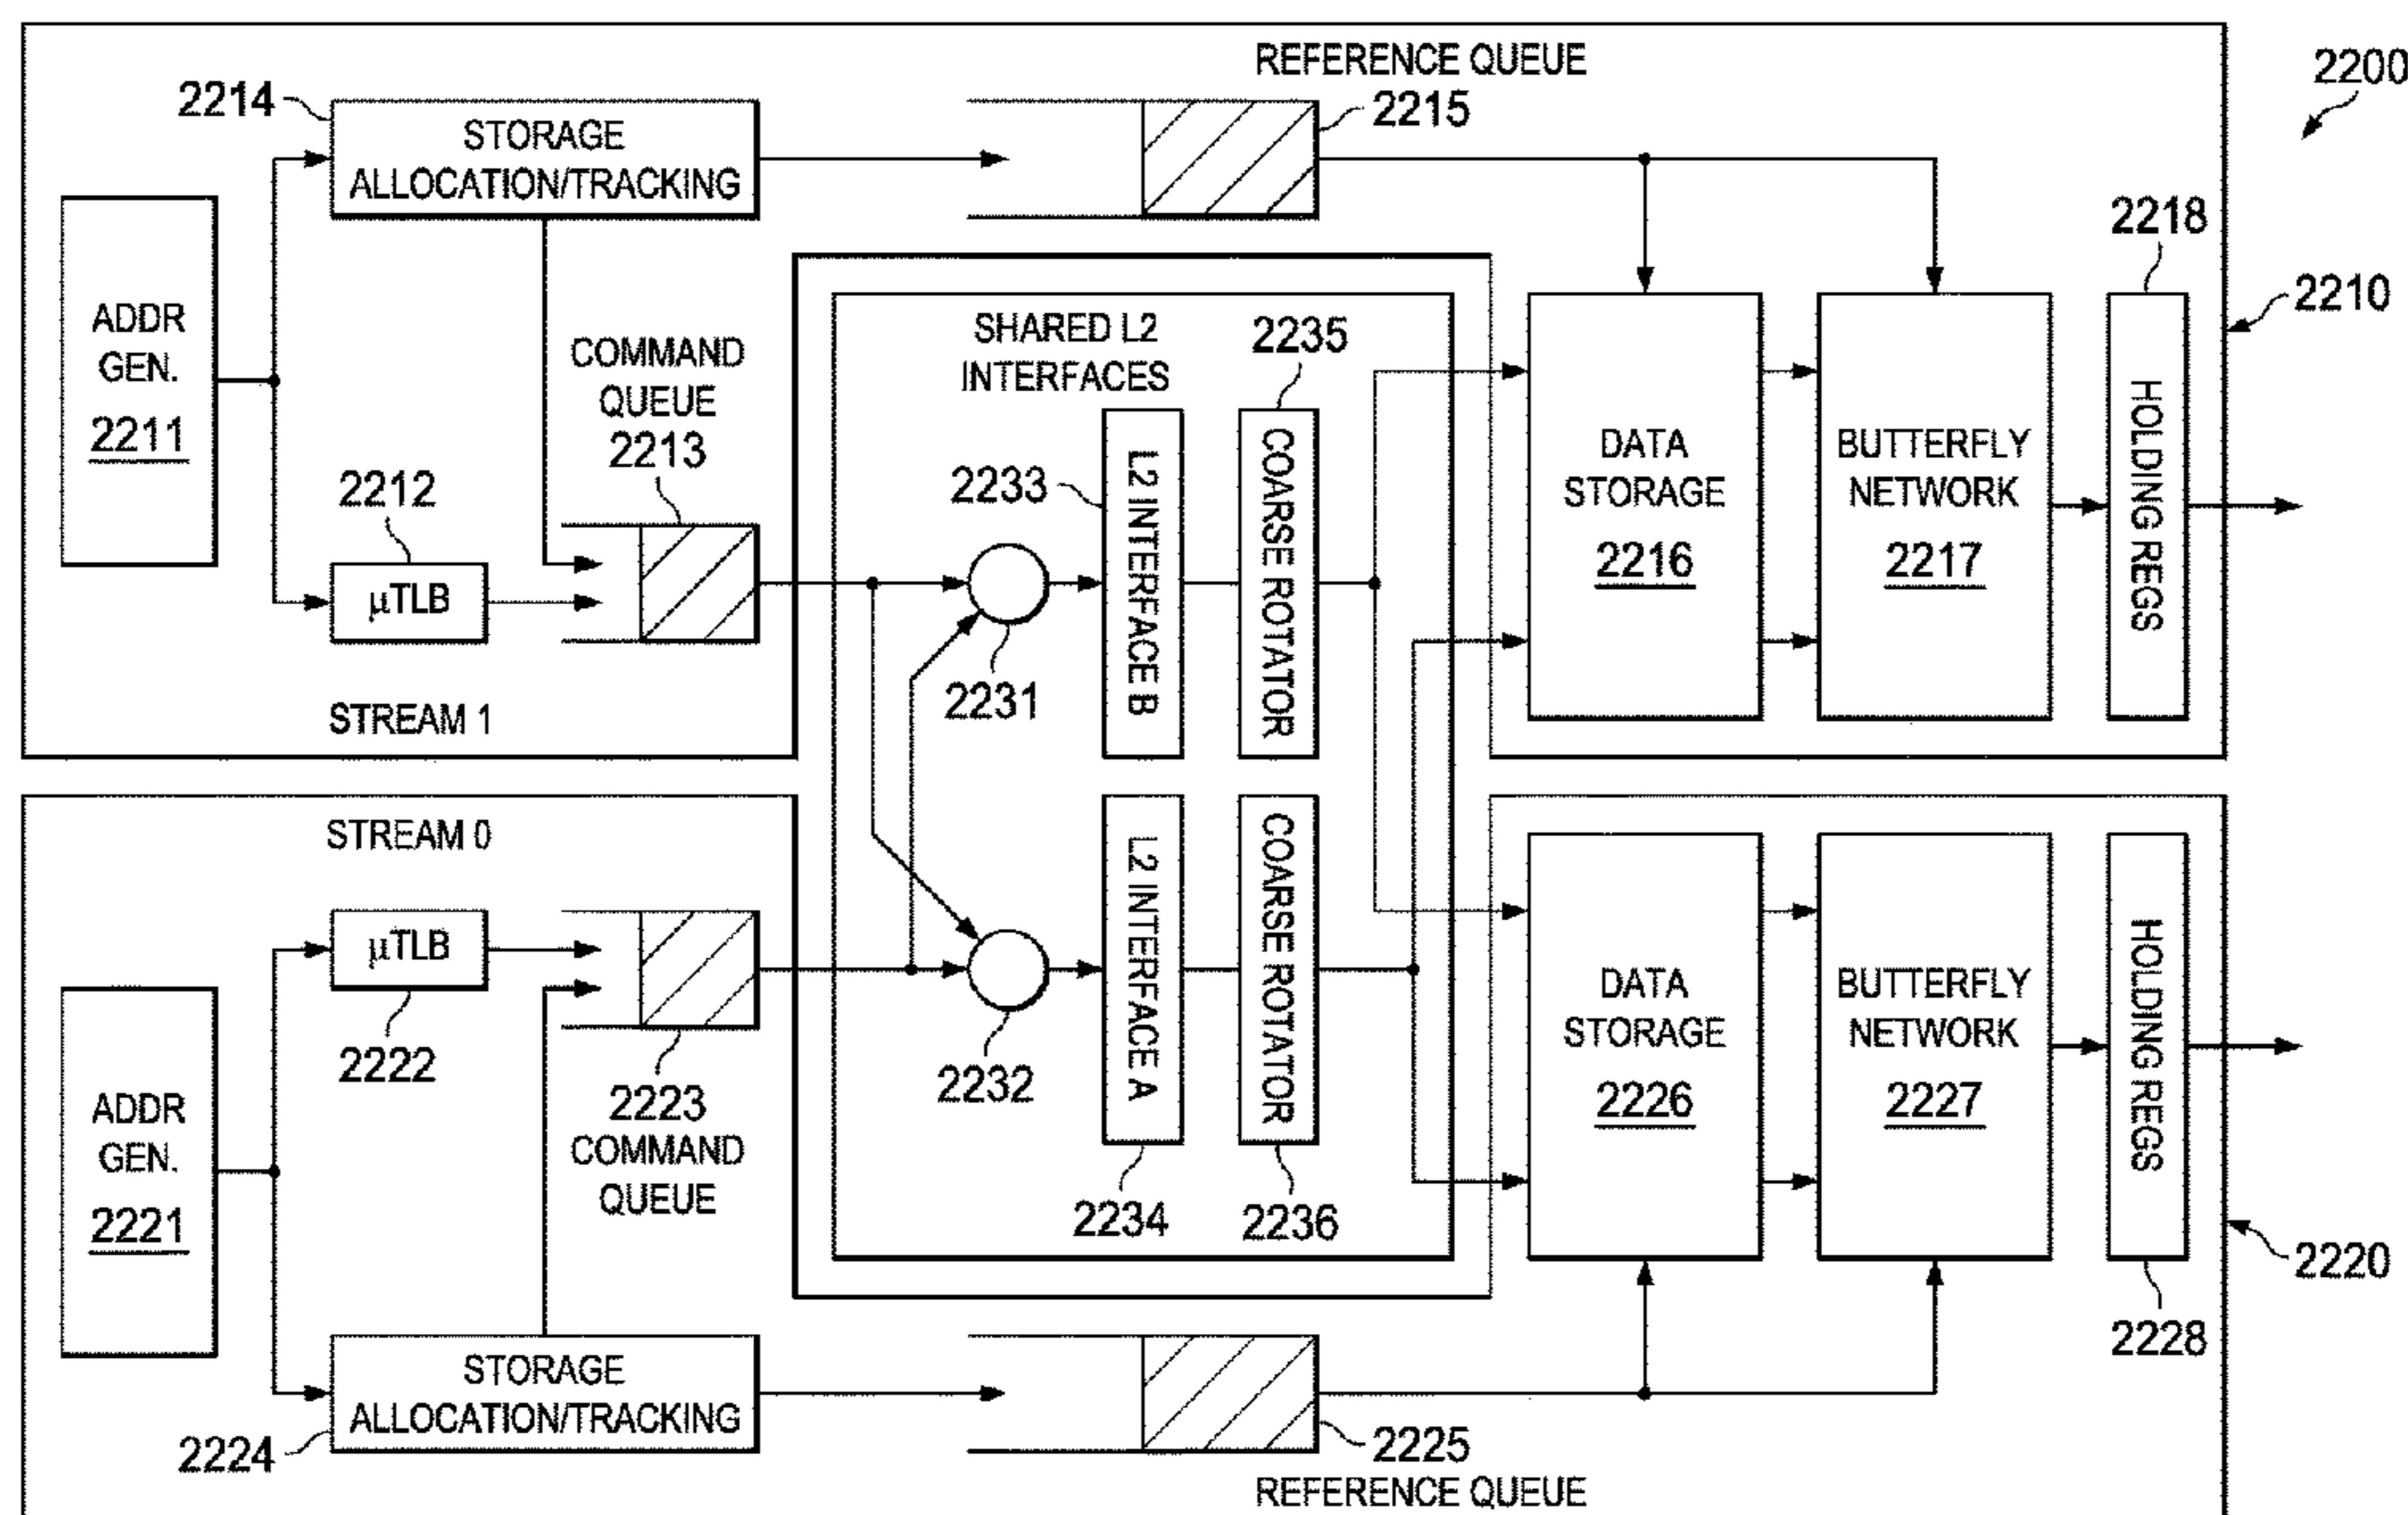 REFERENCE QUEUE
2215
2200
2214
STORAGE
ALLOCATION/TRACKING
2218
2210
ADDR
GEN.
2211
COMMAND
QUEUE
2213
2212
μTLB
STREAM 1
SHARED L2
INTERFACES
2235
2233
L2 INTERFACE B
COARSE ROTATOR
2231
DATA
STORAGE
2216
BUTTERFLY
NETWORK
2217
HOLDING REGS
STREAM 0
μTLB
2222
2223
COMMAND
QUEUE
ADDR
GEN.
2221
2232
L2 INTERFACE A
COARSE ROTATOR
2234
2236
DATA
STORAGE
2226
BUTTERFLY
NETWORK
2227
HOLDING REGS
2220
2228
STORAGE
ALLOCATION/TRACKING
2224
2225
REFERENCE QUEUE